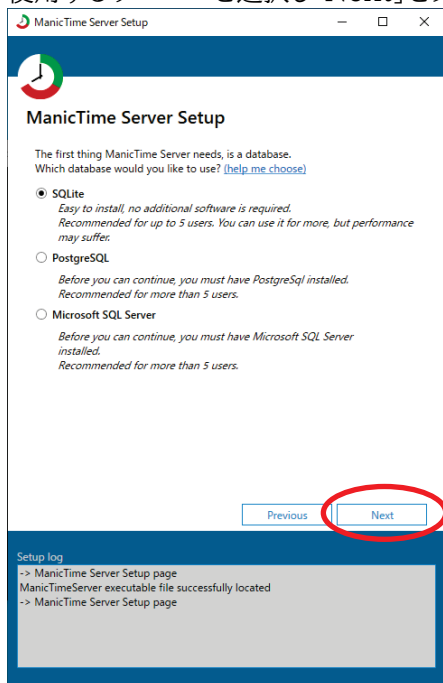 ManicTime Server Setup
ManicTime Server Setup
The first thing ManicTime Server needs, is a database.
Which database would you like to use? (help me choose)
SQLite
Easy to install, no additional software is required.
Recommended for up to 5 users. You can use it for more, but performance
may suffer.
PostgreSQL
Before you can continue, you must have PostgreSql installed.
Recommended for more than 5 users.
Microsoft SQL Server
Before you can continue, you must have Microsoft SQL Server
installed.
Recommended for more than 5 users.
Previous
Next
Setup log
-> ManicTime Server Setup page
ManicTimeServer executable file successfully located
-> ManicTime Server Setup page